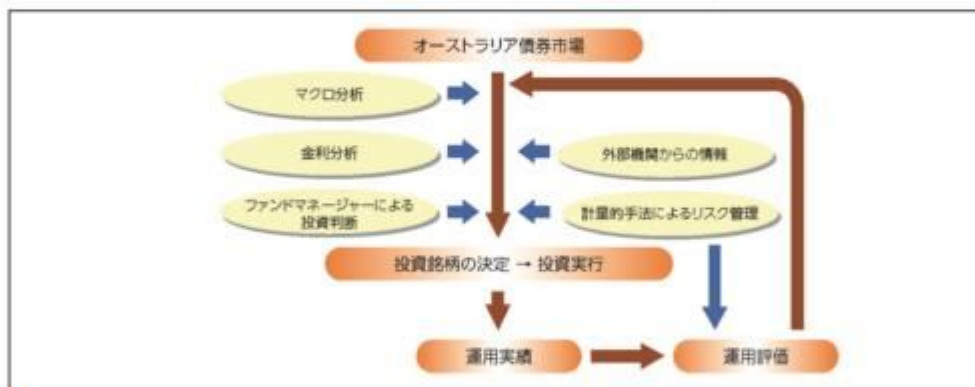 オーストラリア債券市場
マクロ分析
金利分析
外部機関からの情報
ファンドマネージャーによる
投資判断
計量的手法によるリスク管理
投資銘柄の決定 → 投資実行
運用実績
運用評価